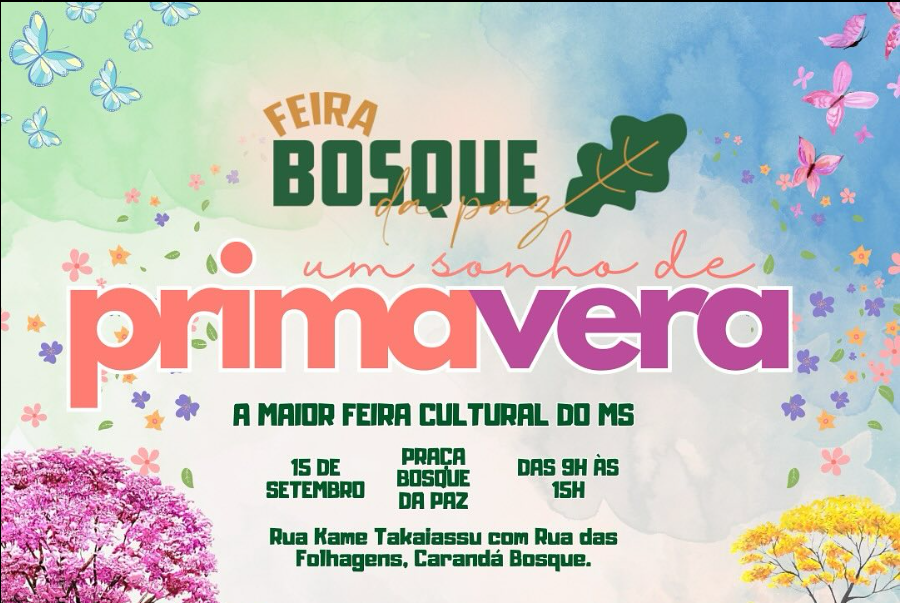 FEIRA
BOSQUE
da paz
um sonho de
primavera
A MAIOR FEIRA CULTURAL DO MS
15 DE
SETEMBRO
PRAÇA
BOSQUE
DA PAZ
DAS 9H ÀS
15H
Rua Kame Takaiassu com Rua das
Folhagens, Carandá Bosque.